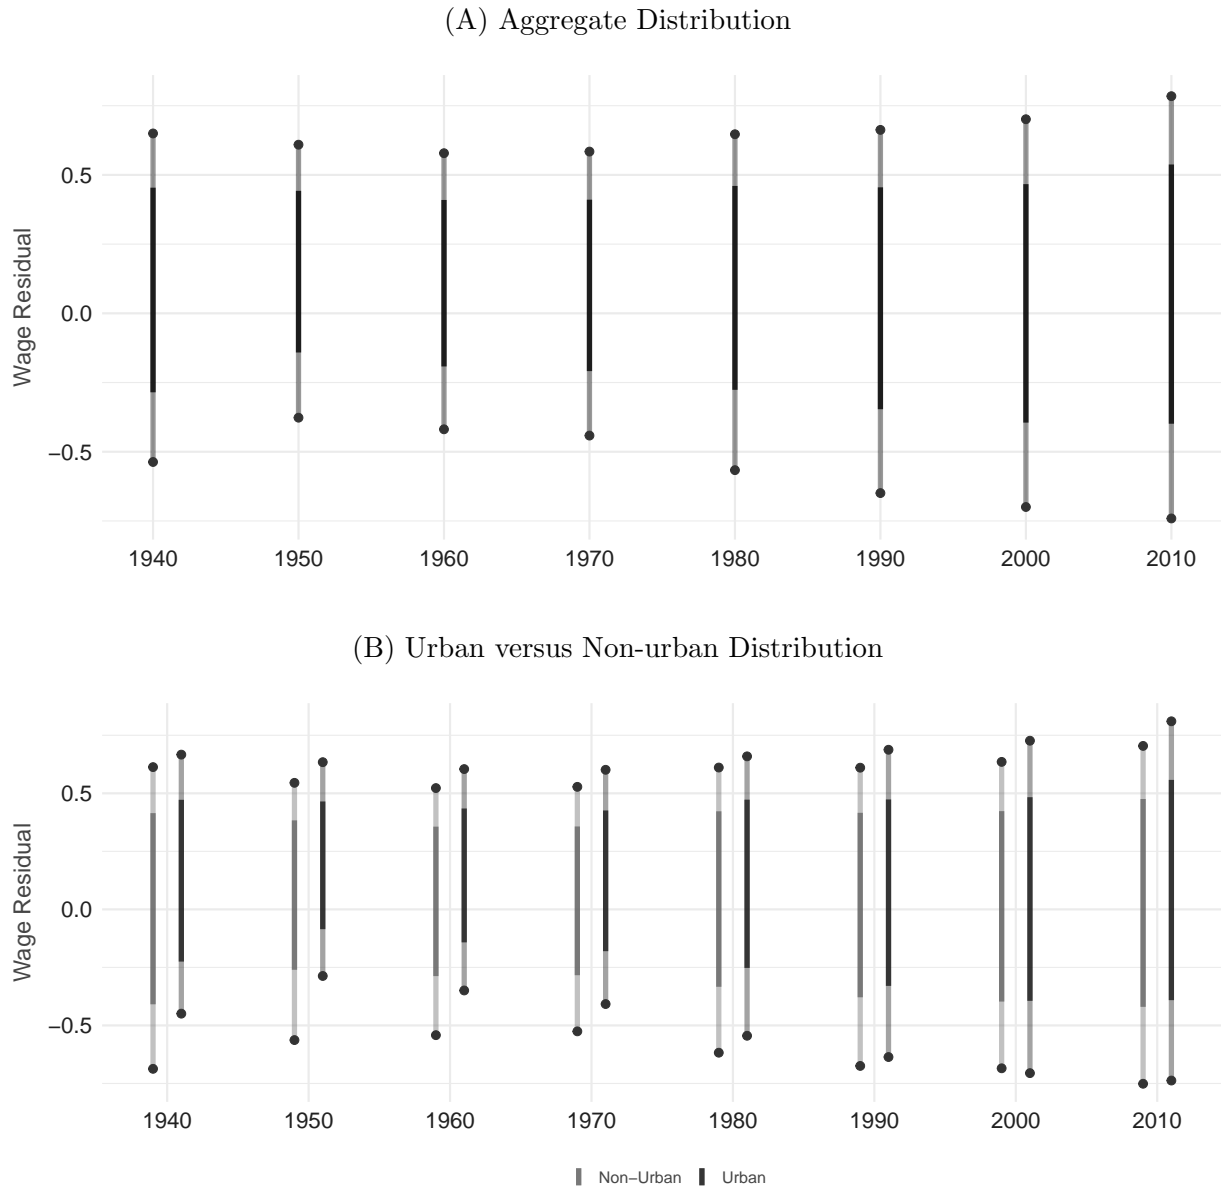 (A) Aggregate Distribution
Wage Residual
0.5
0.0
−0.5
1940 1950 1960 1970 1980 1990 2000 2010
(B) Urban versus Non-urban Distribution
Wage Residual
0.5
0.0
−0.5
1940 1950 1960 1970 1980 1990 2000 2010
Non−Urban Urban